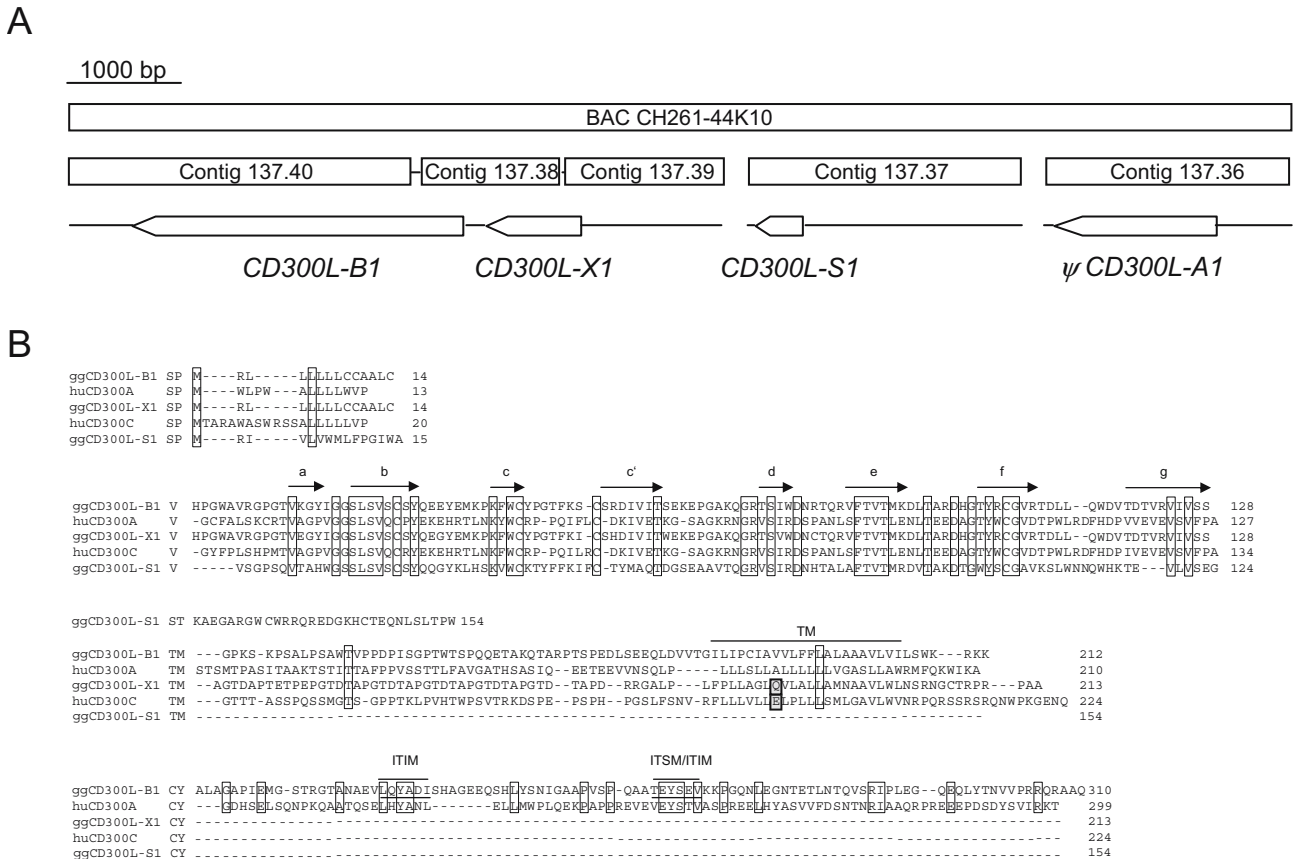 A
1000 bp
BAC CH261-44K10
Contig 137.40 Contig 137.38 Contig 137.39 Contig 137.37 Contig 137.36
CD300L-B1 CD300L-X1 CD300L-S1 ψ CD300L-A1
B
ggCD300L-B1 SP M----RL-----LLLLLCCAALC 14
huCD300A SP M----WLPW---ALLLLLWVP 13
ggCD300L-X1 SP M----RL-----LLLLLCCAALC 14
huCD300C SP MTARAWASWRSSALLLLLLVP 20
ggCD300L-S1 SP M----RI-----VLVWMLFPGIWA 15
a b c c' d e f g
ggCD300L-B1 V HPGWAVRGPGTVKGYIGGSLSVSCSYQEEYEMKPKFWCYPGTFKS-CSRDIVITSEKEPGAKQGRTSIWDNRTQRVFTVTMKDLTARDHGTYRCGVRTDLL--QWDVTDTVRVIVSS 128
huCD300A V -GCFALSKCRTVAGPVGGSLSVQCPYEKEHRTLNKYWCRP-PQIFLC-DKIVETKG-SAGKRNGRVSIRDSPANLSFTVTLENLTEEDAGTYWCGVDTPWLRDFHDPVVEVEVSVFPA 127
ggCD300L-X1 V HPGWAVRGPGTVEGYIGGSLSVSCSYQEGYEMKPKFWCYPGTFKI-CSHDIVITWEKEPGAKQGRTSVWDNCTQRVFTVTMKDLTARDHGTYRCGVRTDLL--QWDVTDTVRVIVSS 128
huCD300C V -GYFPLSHPMTVAGPVGGSLSVQCRYEKEHRTLNKFWCRP-PQILRC-DKIVETKG-SAGKRNGRVSIRDSPANLSFTVTLENLTEEDAGTYWCGVDTPWLRDFHDPIVEVEVSVFPA 134
ggCD300L-S1 V -----VSGPSQVTAHWGSSLSVSCSYQQGYKLHSKVWCKTYFFKIFC-TYMAQTDGSEAAVTQGRVSIRDNHTALAFTVTMRDVTAKDTGWYSCGAVKSLWNNQWHKTE---VLVSEG 124
ggCD300L-S1 ST KAEGARGWCWRRQREDGKHCTEQNLSLTPW 154
TM
ggCD300L-B1 TM ---GPKS-KPSALPSAWTVPPDPISGPTWTSPQQETAKQTARPTSPEDLSEEQLDVVTGILIPCIAVVLFFLALAAAVLVILSWK---RKK 212
huCD300A TM STSMTPASITAAKTSTITTAFPPVSSTTLFAVGATHSASIQ--EETEEVVNSQLP-----LLLSLLALLLLLLVGASLLAWRMFQKWIKA 210
ggCD300L-X1 TM --AGTDAPTETPEPGTDTAPGTDTAPGTDTAPGTDTAPGTD--TAPD--RRGALP---LFPLLAGLQVLALLAMNAAVLWLNSRNGCTRPR---PAA 213
huCD300C TM ---GTTT-ASSPQSSMGTS-GPPTKLPVHTWPSVTRKDSPE--PSPH--PGSLFSNV-RFLLLVLLELPLLLSMLGAVLWVNRPQRSSRSRQNWPKGENQ 224
ggCD300L-S1 TM 154
ITIM ITSM/ITIM
ggCD300L-B1 CY ALAGAPIEMG-STRGTANAEVLQYADISHAGEEQSHLYSNIGAAPVSP-QAATEYSEVKKPGQNLEGNTETLNTQVSRIPLEG--QEQLYTNVVPRRQRAAQ 310
huCD300A CY ---GDHSELSQNPKQAATQSELHYANL-------ELLMWPLQEKPAPPREVEVEYSTVASPREELHYASVVFDSNTNRIAAQRPREEEPDSDYSVIRKT 299
ggCD300L-X1 CY 213
huCD300C CY 224
ggCD300L-S1 CY 154